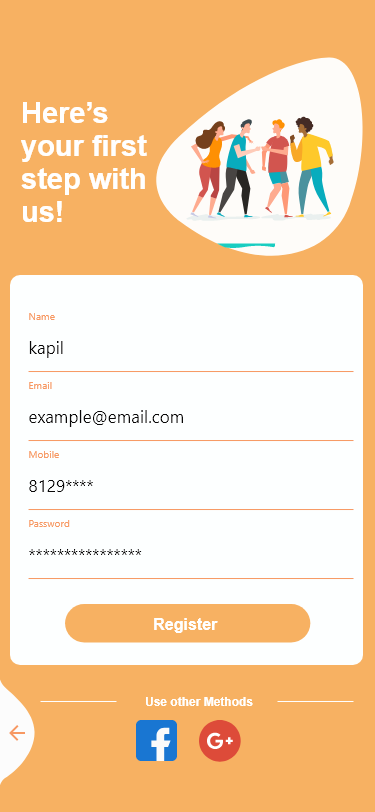 Here's
your first
step with
us!
Name
kapil
Email
example@email.com
Mobile
8129****
Password
****************
Register
Use other Methods
G+